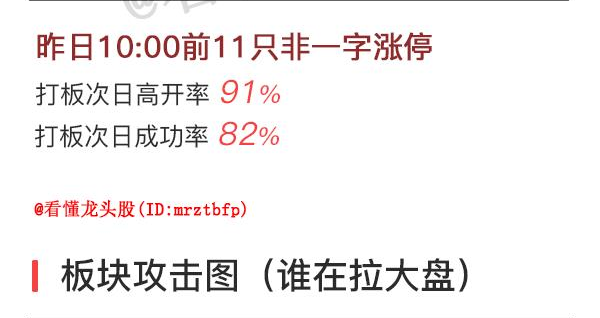 昨日10:00前11只非一字涨停
打板次日高开率 91%
打板次日成功率 82%
@看懂龙头股(ID:mrztbfp)
板块攻击图（谁在拉大盘）